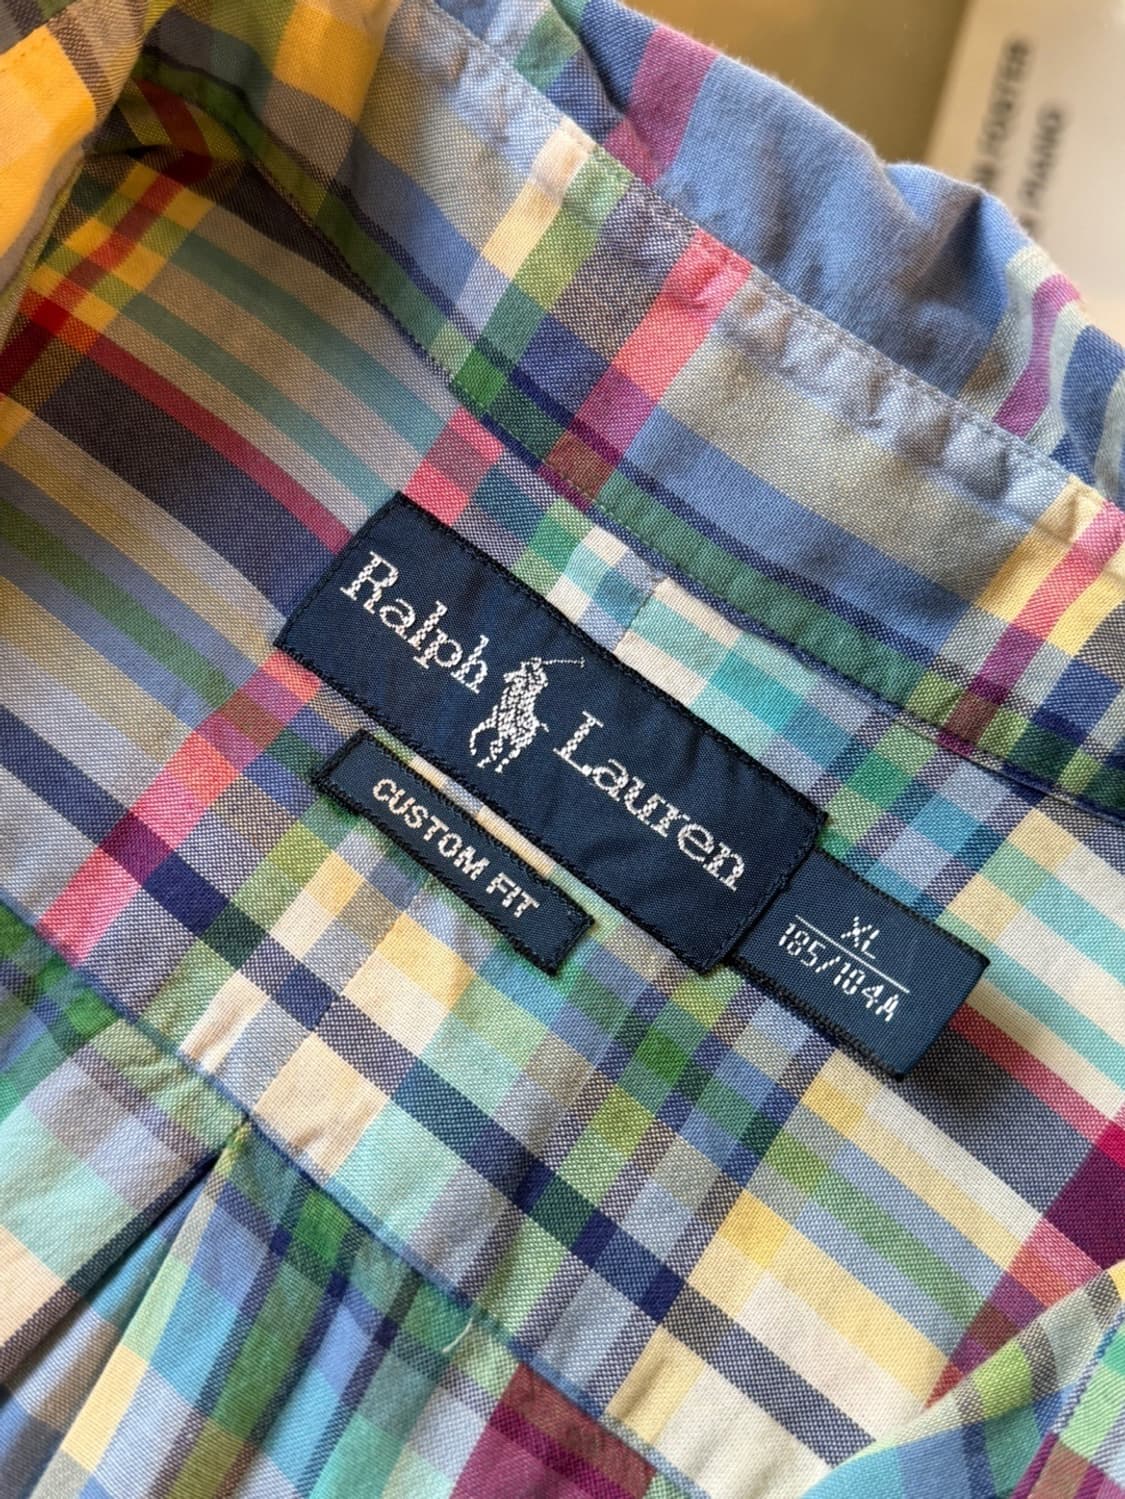 Ralph Lauren
CUSTOM FIT
XL
185/104A